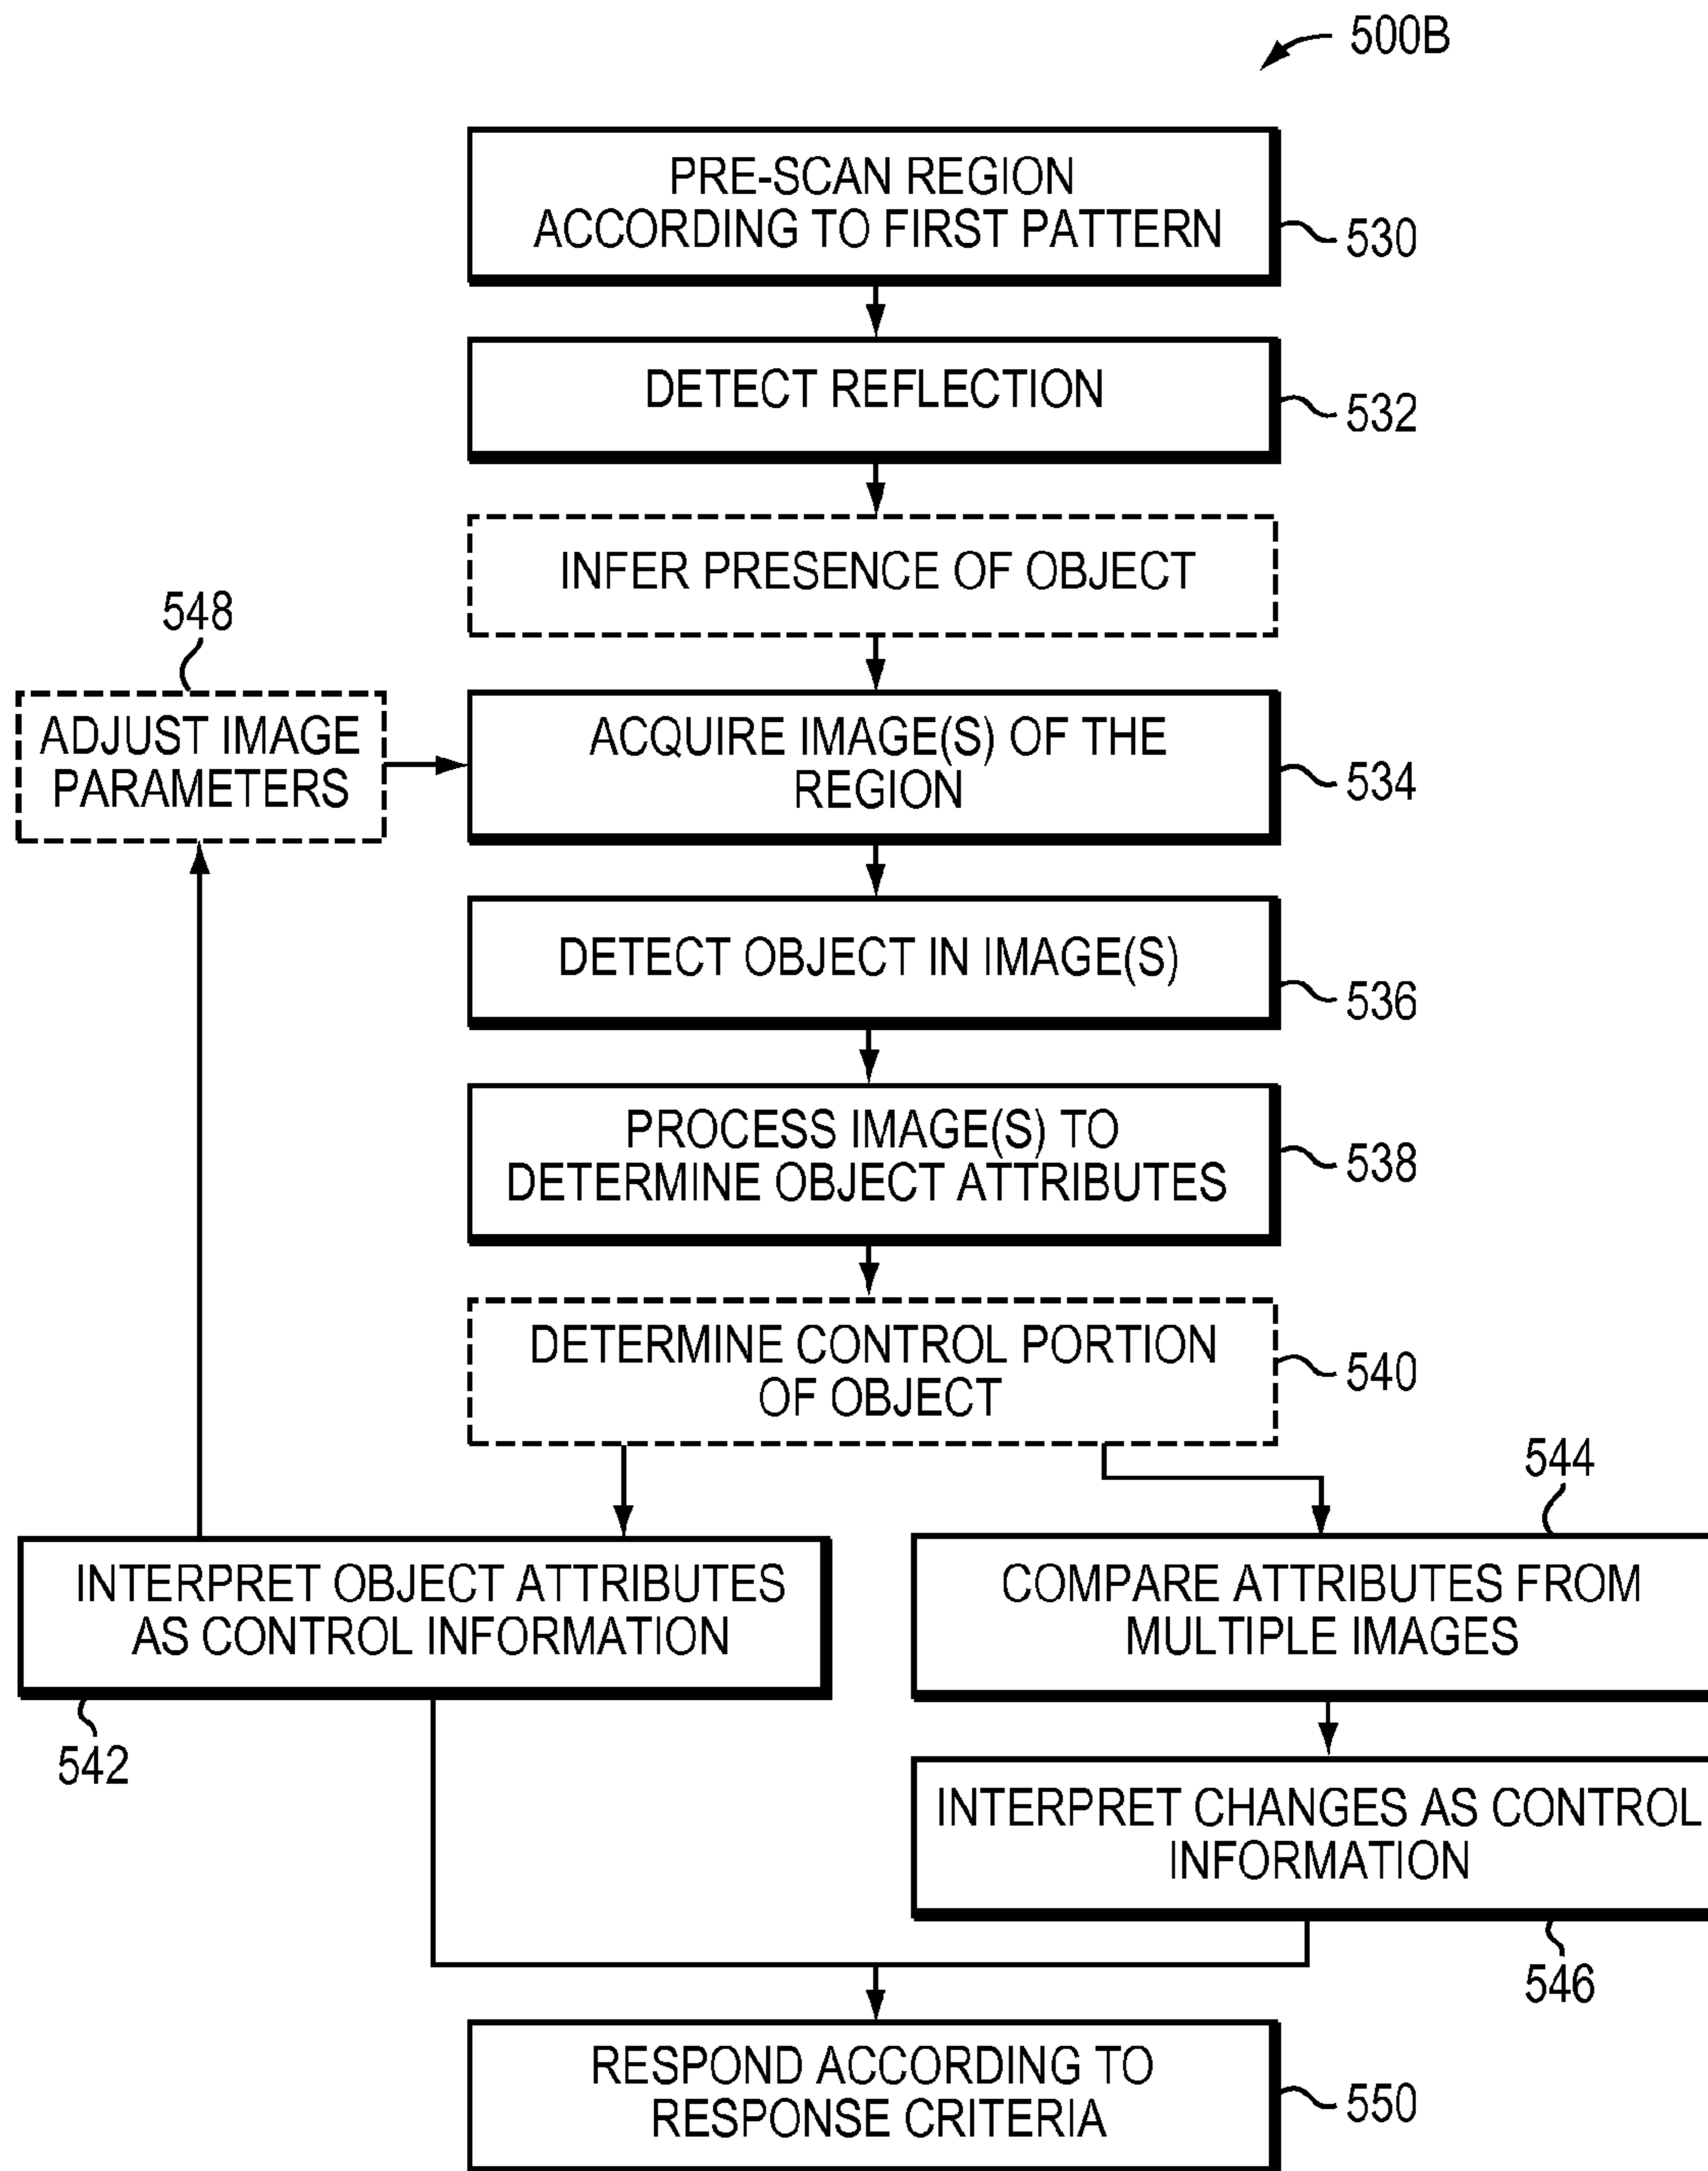 500B
PRE-SCAN REGION
ACCORDING TO FIRST PATTERN
530
DETECT REFLECTION
532
INFER PRESENCE OF OBJECT
548
ADJUST IMAGE
PARAMETERS
ACQUIRE IMAGE(S) OF THE
REGION
534
DETECT OBJECT IN IMAGE(S)
536
PROCESS IMAGE(S) TO
DETERMINE OBJECT ATTRIBUTES
538
DETERMINE CONTROL PORTION
OF OBJECT
540
INTERPRET OBJECT ATTRIBUTES
AS CONTROL INFORMATION
542
544
COMPARE ATTRIBUTES FROM
MULTIPLE IMAGES
INTERPRET CHANGES AS CONTROL
INFORMATION
546
RESPOND ACCORDING TO
RESPONSE CRITERIA
550